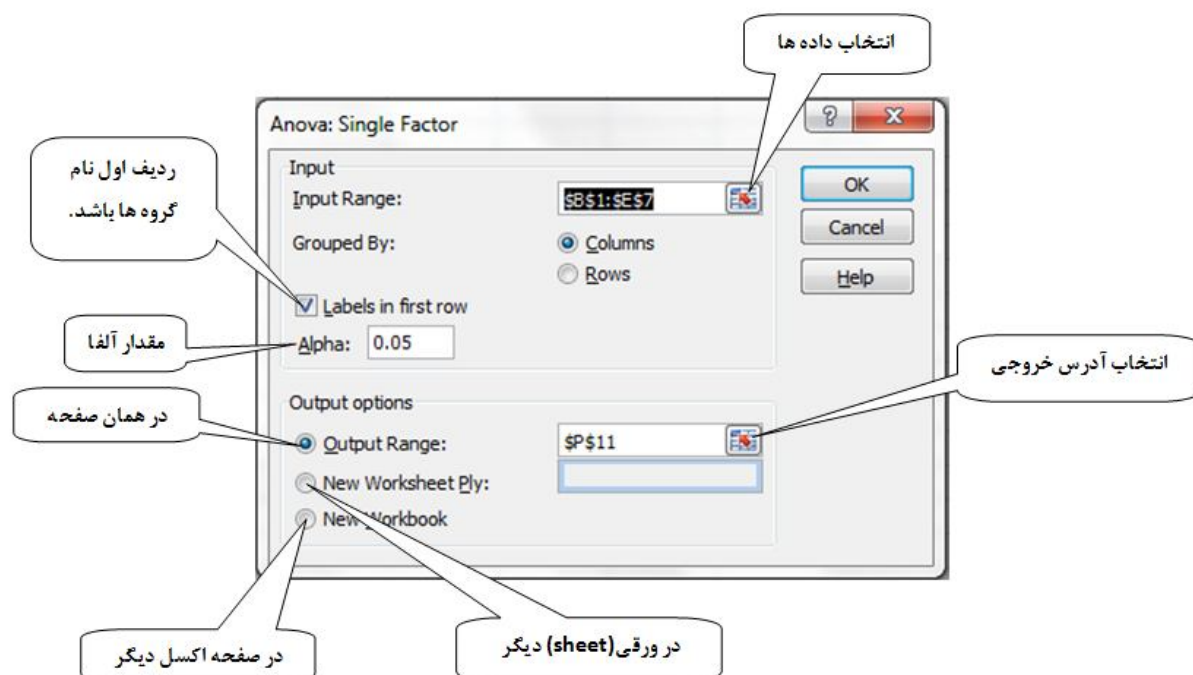 انتخاب داده ها
Anova: Single Factor
ردیف اول نام
گروه ها باشد.
Input
Input Range:
$B$1:$E$7
OK
Grouped By:
Columns
Cancel
Rows
Help
Labels in first row
مقدار آلفا
Alpha:
0.05
انتخاب آدرس خروجی
در همان صفحه
Output options
Output Range:
$P$11
New Worksheet Ply:
New Workbook
در صفحه اکسل دیگر
در ورقی(sheet) دیگر